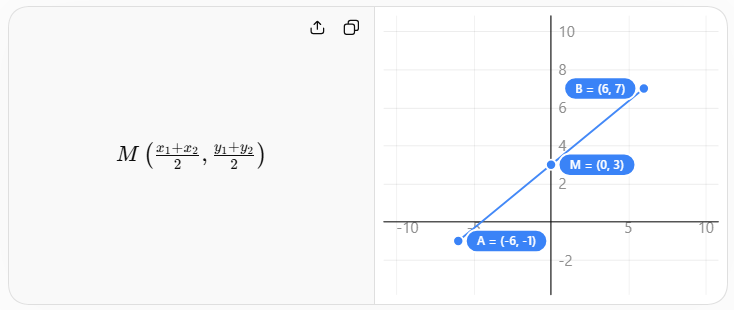 M (x₁+x₂/2, y₁+y₂/2)
10
8
B = (6, 7)
6
4
M = (0, 3)
2
-10 -5 5 10
A = (-6, -1)
-2